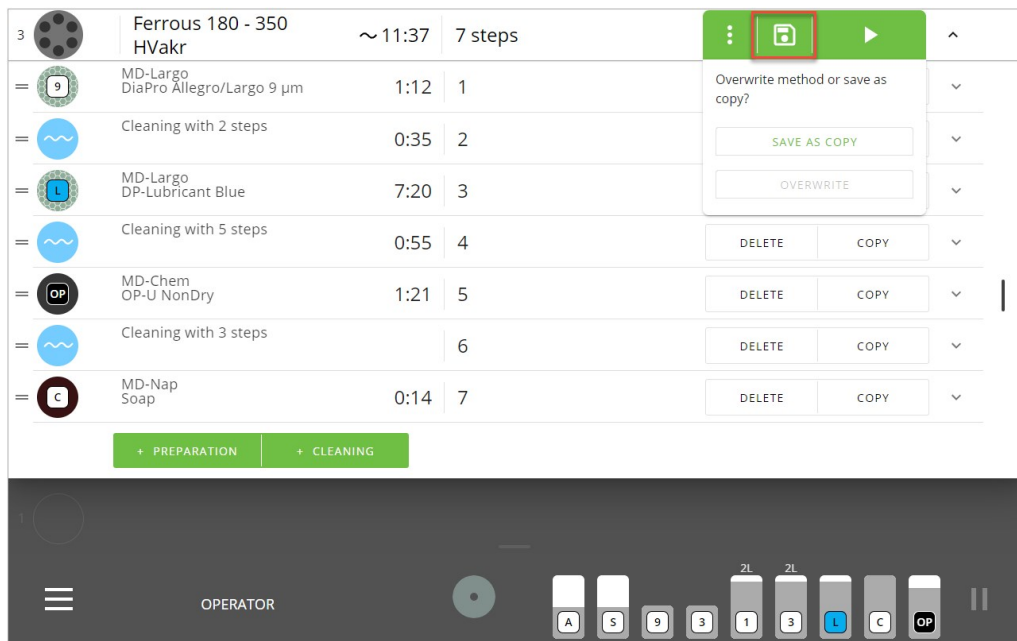 3
Ferrous 180 - 350
HVakr
~ 11:37
7 steps
Overwrite method or save as
copy?
SAVE AS COPY
OVERWRITE
9
MD-Largo
DiaPro Allegro/Largo 9 µm
1:12
1
Cleaning with 2 steps
0:35
2
L
MD-Largo
DP-Lubricant Blue
7:20
3
Cleaning with 5 steps
0:55
4
DELETE
COPY
OP
MD-Chem
OP-U NonDry
1:21
5
DELETE
COPY
Cleaning with 3 steps
6
DELETE
COPY
C
MD-Nap
Soap
0:14
7
DELETE
COPY
+ PREPARATION
+ CLEANING
1
OPERATOR
2L
2L
A
S
9
3
1
3
L
C
OP